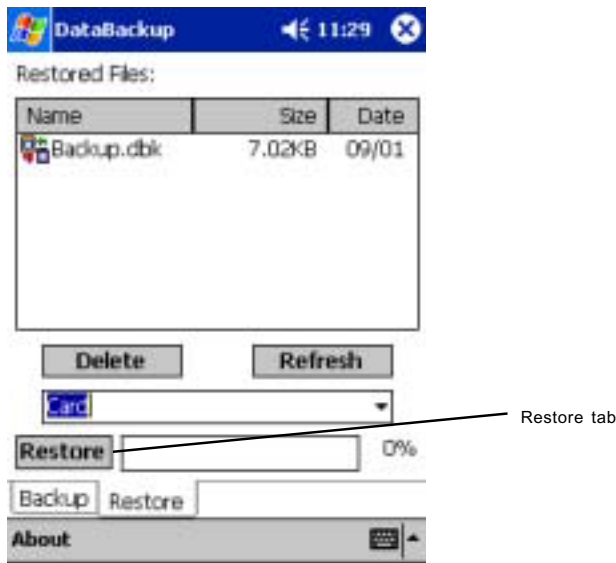 DataBackup 11:29
Restored Files:
Name Size Date
Backup.dbk 7.02KB 09/01
Delete Refresh
Card
Restore tab
Restore 0%
Backup Restore
About